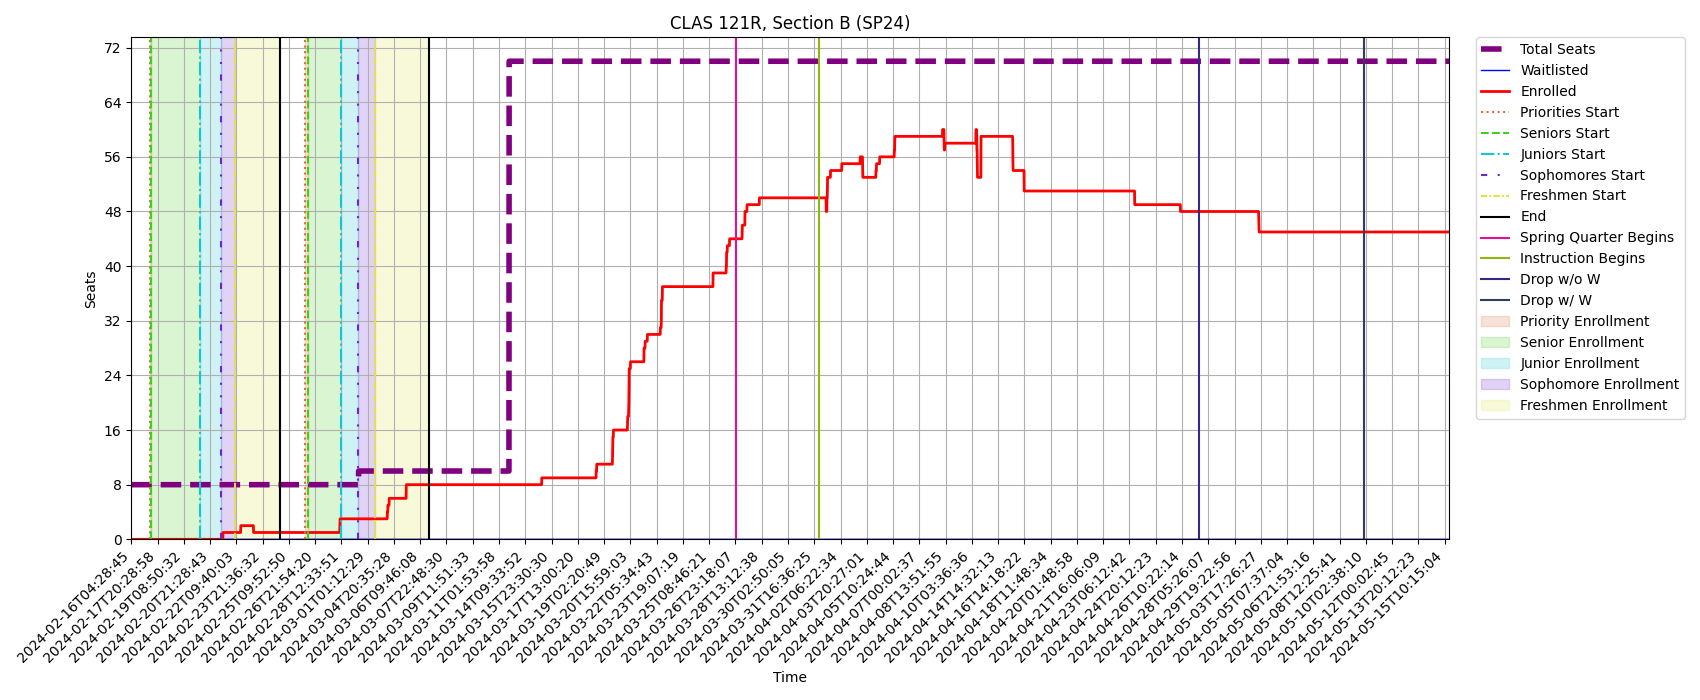 CLAS 121R, Section B (SP24)
72
64
56
48
40
32
24
16
8
0
Seats
2024-02-16T04:28:45
2024-02-17T20:28:58
2024-02-19T08:50:32
2024-02-20T21:28:43
2024-02-22T09:40:03
2024-02-23T21:36:32
2024-02-25T09:52:50
2024-02-26T21:54:20
2024-02-28T12:33:51
2024-03-01T01:12:29
2024-03-04T20:35:28
2024-03-06T09:46:08
2024-03-07T22:48:30
2024-03-11T01:51:33
2024-03-11T01:53:58
2024-03-14T09:33:52
2024-03-15T23:30:30
2024-03-17T13:00:20
2024-03-19T02:20:49
2024-03-20T15:59:03
2024-03-22T05:34:43
2024-03-23T19:07:19
2024-03-25T08:46:21
2024-03-26T23:18:07
2024-03-28T13:12:38
2024-03-30T02:50:05
2024-03-31T16:36:25
2024-04-02T06:22:34
2024-04-03T20:27:01
2024-04-05T10:24:44
2024-04-07T00:02:37
2024-04-08T13:51:55
2024-04-10T03:36:36
2024-04-14T14:32:13
2024-04-16T14:18:22
2024-04-18T11:48:34
2024-04-20T01:48:58
2024-04-21T16:06:09
2024-04-23T06:12:42
2024-04-24T20:12:23
2024-04-26T10:22:14
2024-04-28T05:26:07
2024-04-29T19:22:56
2024-05-03T17:26:27
2024-05-05T07:37:04
2024-05-06T21:53:16
2024-05-08T12:25:41
2024-05-10T02:38:10
2024-05-12T00:02:45
2024-05-13T20:12:23
2024-05-15T10:15:04
Time
Total Seats
Waitlisted
Enrolled
Priorities Start
Seniors Start
Juniors Start
Sophomores Start
Freshmen Start
End
Spring Quarter Begins
Instruction Begins
Drop w/o W
Drop w/ W
Priority Enrollment
Senior Enrollment
Junior Enrollment
Sophomore Enrollment
Freshmen Enrollment